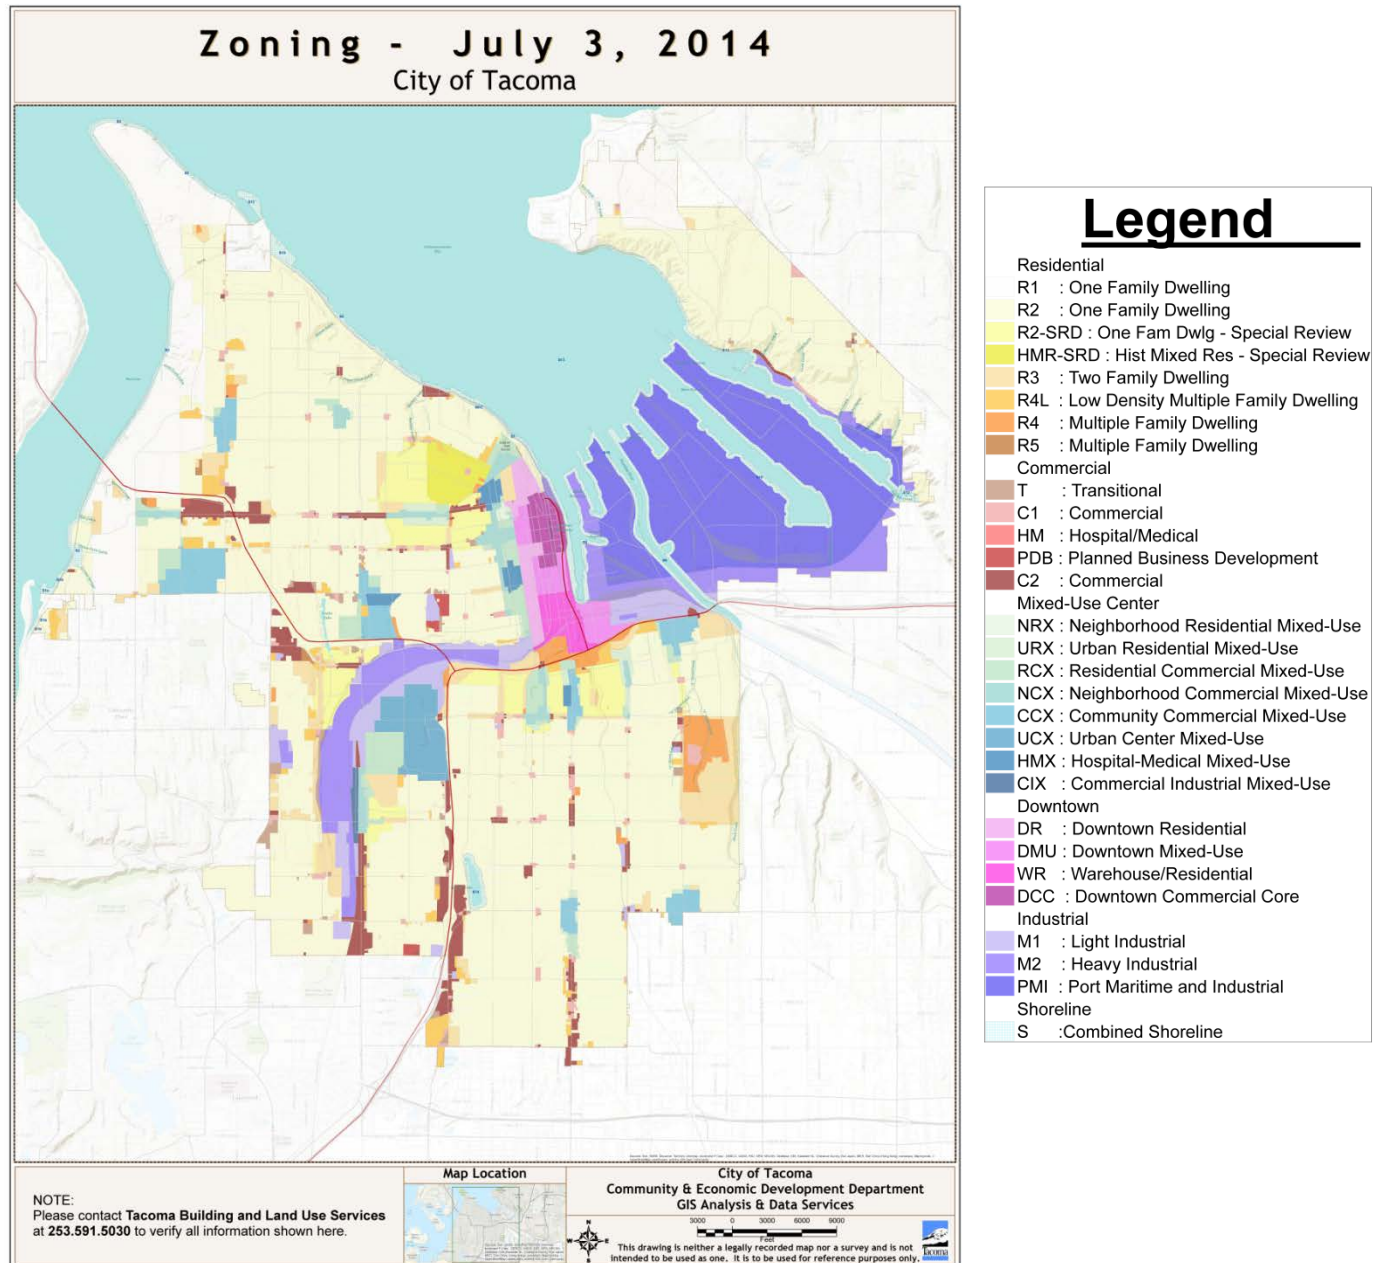 Zoning - July 3, 2014
City of Tacoma
Legend
Residential
R1 : One Family Dwelling
R2 : One Family Dwelling
R2-SRD : One Fam Dwlg - Special Review
HMR-SRD : Hist Mixed Res - Special Review
R3 : Two Family Dwelling
R4L : Low Density Multiple Family Dwelling
R4 : Multiple Family Dwelling
R5 : Multiple Family Dwelling
Commercial
T : Transitional
C1 : Commercial
HM : Hospital/Medical
PDB : Planned Business Development
C2 : Commercial
Mixed-Use Center
NRX : Neighborhood Residential Mixed-Use
URX : Urban Residential Mixed-Use
RCX : Residential Commercial Mixed-Use
NCX : Neighborhood Commercial Mixed-Use
CCX : Community Commercial Mixed-Use
UCX : Urban Center Mixed-Use
HMX : Hospital-Medical Mixed-Use
CIX : Commercial Industrial Mixed-Use
Downtown
DR : Downtown Residential
DMU : Downtown Mixed-Use
WR : Warehouse/Residential
DCC : Downtown Commercial Core
Industrial
M1 : Light Industrial
M2 : Heavy Industrial
PMI : Port Maritime and Industrial
Shoreline
S :Combined Shoreline
NOTE:
Please contact Tacoma Building and Land Use Services
at 253.591.5030 to verify all information shown here.
Map Location
City of Tacoma
Community & Economic Development Department
GIS Analysis & Data Services
N
W E
S
3000 0 3000 6000 9000
Feet
This drawing is neither a legally recorded map nor a survey and is not
intended to be used as one. It is to be used for reference purposes only.
Tacoma